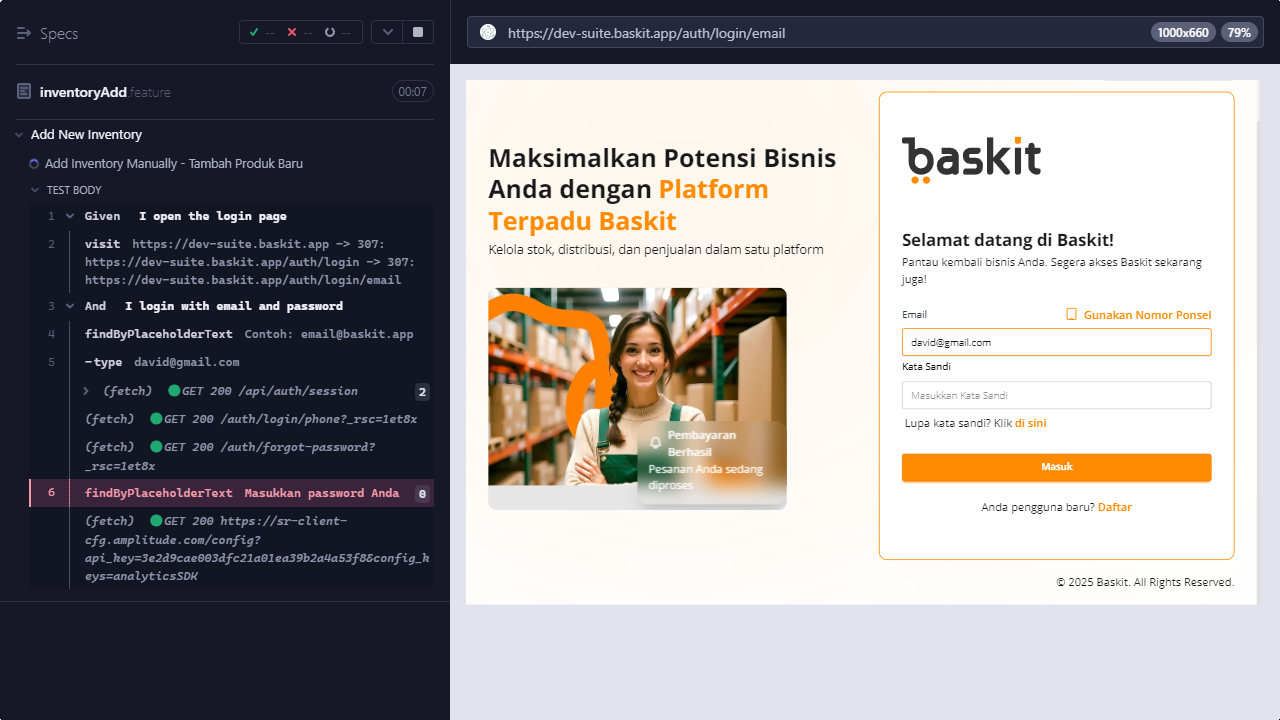 Specs
-- -- --
inventoryAdd.feature 00:07
Add New Inventory
Add Inventory Manually - Tambah Produk Baru
TEST BODY
1 Given I open the login page
2 visit https://dev-suite.baskit.app -> 307:
https://dev-suite.baskit.app/auth/login -> 307:
https://dev-suite.baskit.app/auth/login/email
3 And I login with email and password
4 findByPlaceholderText Contoh: email@baskit.app
5 -type david@gmail.com
(fetch) GET 200 /api/auth/session 2
(fetch) GET 200 /auth/login/phone?_rsc=1et8x
(fetch) GET 200 /auth/forgot-password?
_rsc=1et8x
6 findByPlaceholderText Masukkan password Anda 0
(fetch) GET 200 https://sr-client-
cfg.amplitude.com/config?
api_key=3e2d9cae003dfc21a01ea39b2a4a53f8&config_k
eys=analyticsSDK
https://dev-suite.baskit.app/auth/login/email 1000x660 79%
Maksimalkan Potensi Bisnis
Anda dengan Platform
Terpadu Baskit
Kelola stok, distribusi, dan penjualan dalam satu platform
Pembayaran
Berhasil
Pesanan Anda sedang
diproses
baskit
Selamat datang di Baskit!
Pantau kembali bisnis Anda. Segera akses Baskit sekarang
juga!
Email Gunakan Nomor Ponsel
david@gmail.com
Kata Sandi
Masukkan Kata Sandi
Lupa kata sandi? Klik di sini
Masuk
Anda pengguna baru? Daftar
© 2025 Baskit. All Rights Reserved.